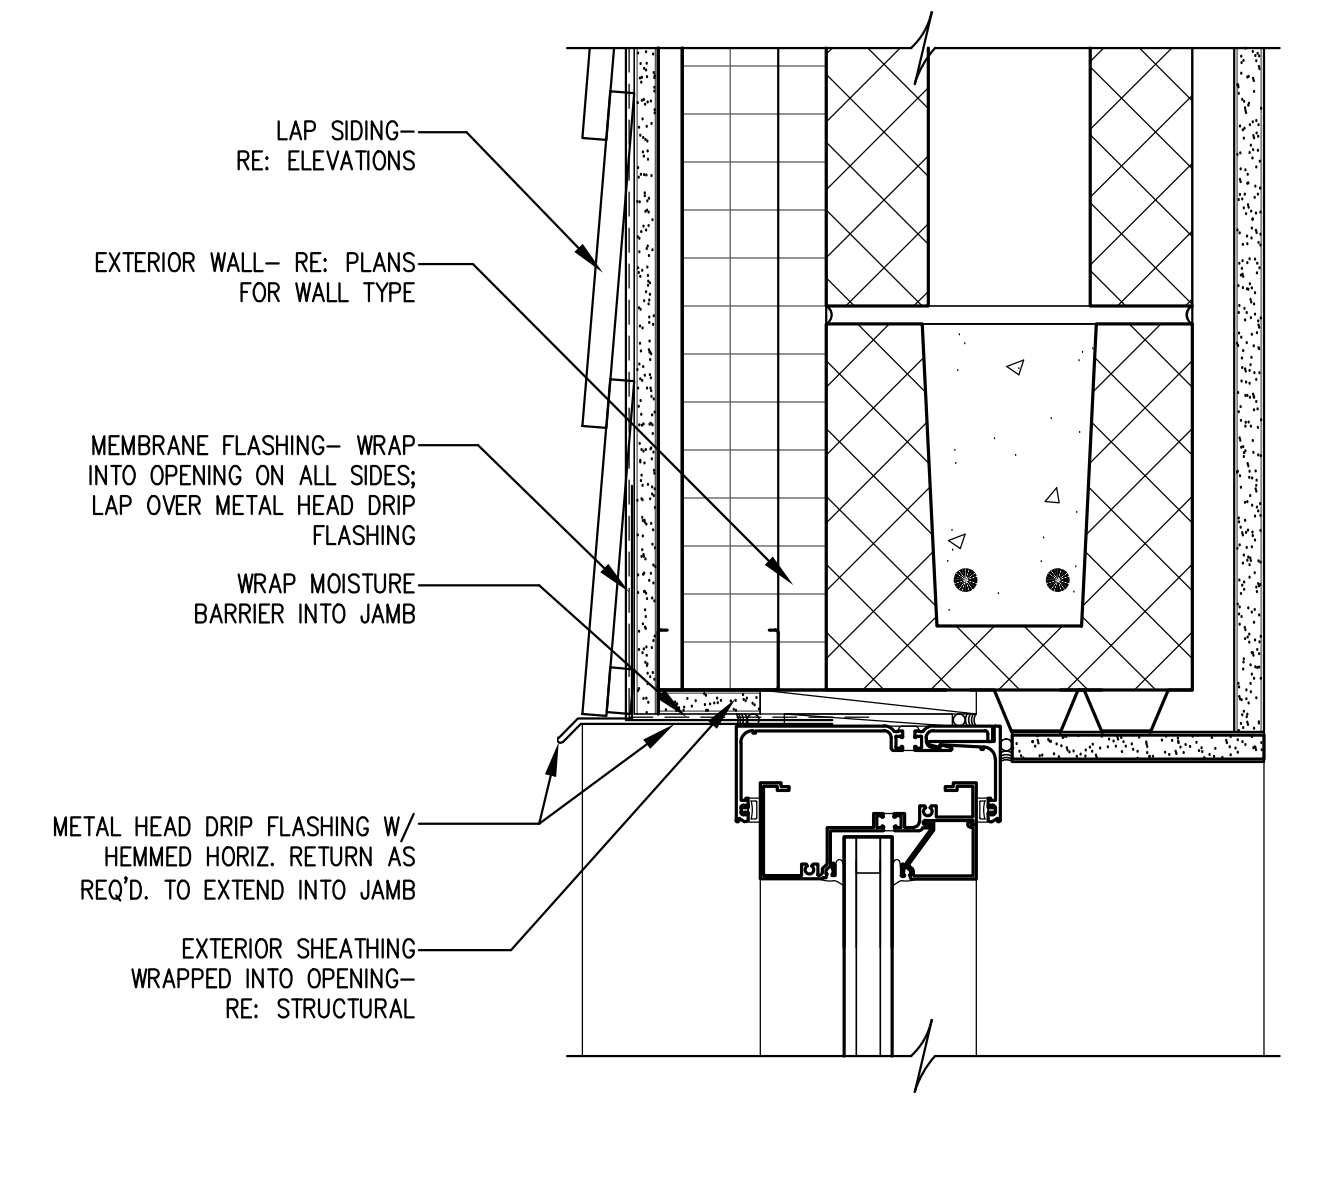 LAP SIDING–
RE: ELEVATIONS
EXTERIOR WALL– RE: PLANS
FOR WALL TYPE
MEMBRANE FLASHING– WRAP
INTO OPENING ON ALL SIDES;
LAP OVER METAL HEAD DRIP
FLASHING
WRAP MOISTURE
BARRIER INTO JAMB
METAL HEAD DRIP FLASHING W/
HEMMED HORIZ. RETURN AS
REQ'D. TO EXTEND INTO JAMB
EXTERIOR SHEATHING
WRAPPED INTO OPENING–
RE: STRUCTURAL